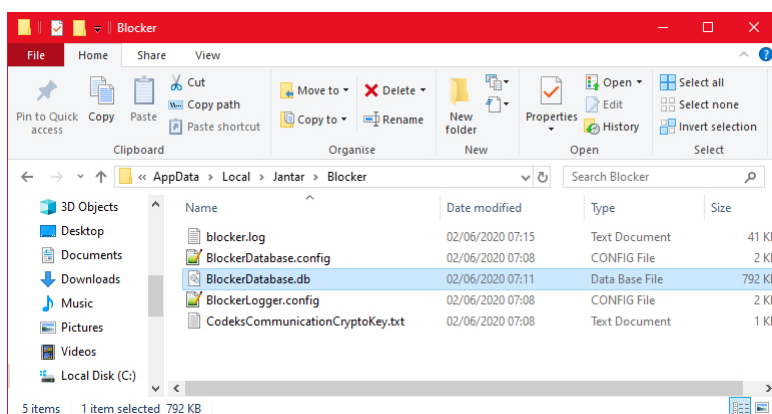 Blocker
File Home Share View
Pin to Quick access
Copy
Paste
Cut
Copy path
Paste shortcut
Clipboard
Move to
Copy to
Delete
Rename
Organise
New folder
New
Properties
Open
Edit
History
Open
Select all
Select none
Invert selection
Select
« AppData > Local > Jantar > Blocker
Search Blocker
3D Objects
Desktop
Documents
Downloads
Music
Pictures
Videos
Local Disk (C:)
Name Date modified Type Size
blocker.log 02/06/2020 07:15 Text Document 41 K
BlockerDatabase.config 02/06/2020 07:08 CONFIG File 2 K
BlockerDatabase.db 02/06/2020 07:11 Data Base File 792 K
BlockerLogger.config 02/06/2020 07:08 CONFIG File 2 K
CodeksCommunicationCryptoKey.txt 02/06/2020 07:08 Text Document 1 K
5 items 1 item selected 792 KB